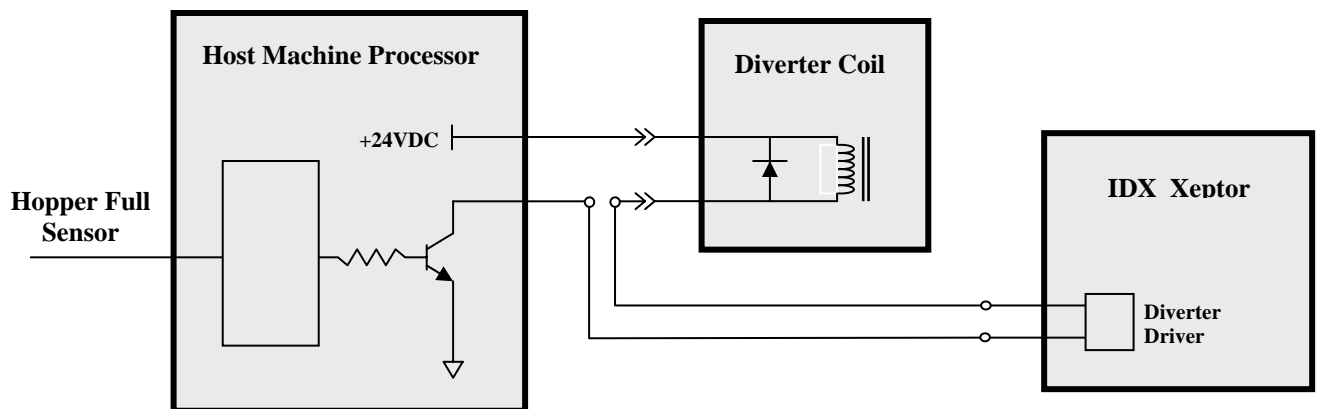 Host Machine Processor
Diverter Coil
+24VDC
IDX Xeptor
Hopper Full
Sensor
Diverter
Driver